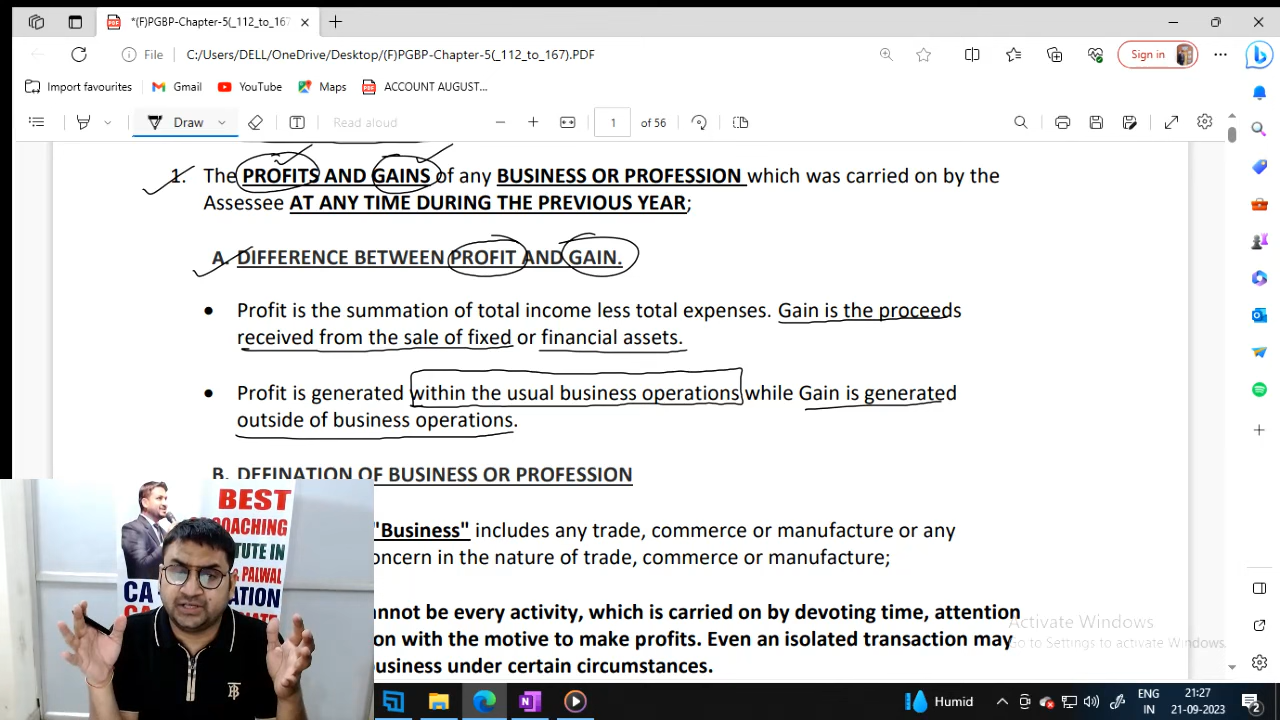 *(F)PGBP-Chapter-5(_112_to_167).
C:/Users/DELL/OneDrive/Desktop/(F)PGBP-Chapter-5(_112_to_167).PDF
File
Sign in
Import favourites
Gmail
YouTube
Maps
ACCOUNT AUGUST...
Draw
Read aloud
1 of 56
1. The PROFITS AND GAINS of any BUSINESS OR PROFESSION which was carried on by the
Assessee AT ANY TIME DURING THE PREVIOUS YEAR;
A. DIFFERENCE BETWEEN PROFIT AND GAIN.
• Profit is the summation of total income less total expenses. Gain is the proceeds
received from the sale of fixed or financial assets.
• Profit is generated within the usual business operations while Gain is generated
outside of business operations.
B. DEFINATION OF BUSINESS OR PROFESSION
"Business" includes any trade, commerce or manufacture or any
oncern in the nature of trade, commerce or manufacture;
annot be every activity, which is carried on by devoting time, attention
on with the motive to make profits. Even an isolated transaction may
usiness under certain circumstances.
BEST
COACHING
TUTE IN
PALWAL
CA
ATION
CA
Activate Windows
Go to Settings to activate Windows.
Humid
ENG
IN
21:27
21-09-2023
2